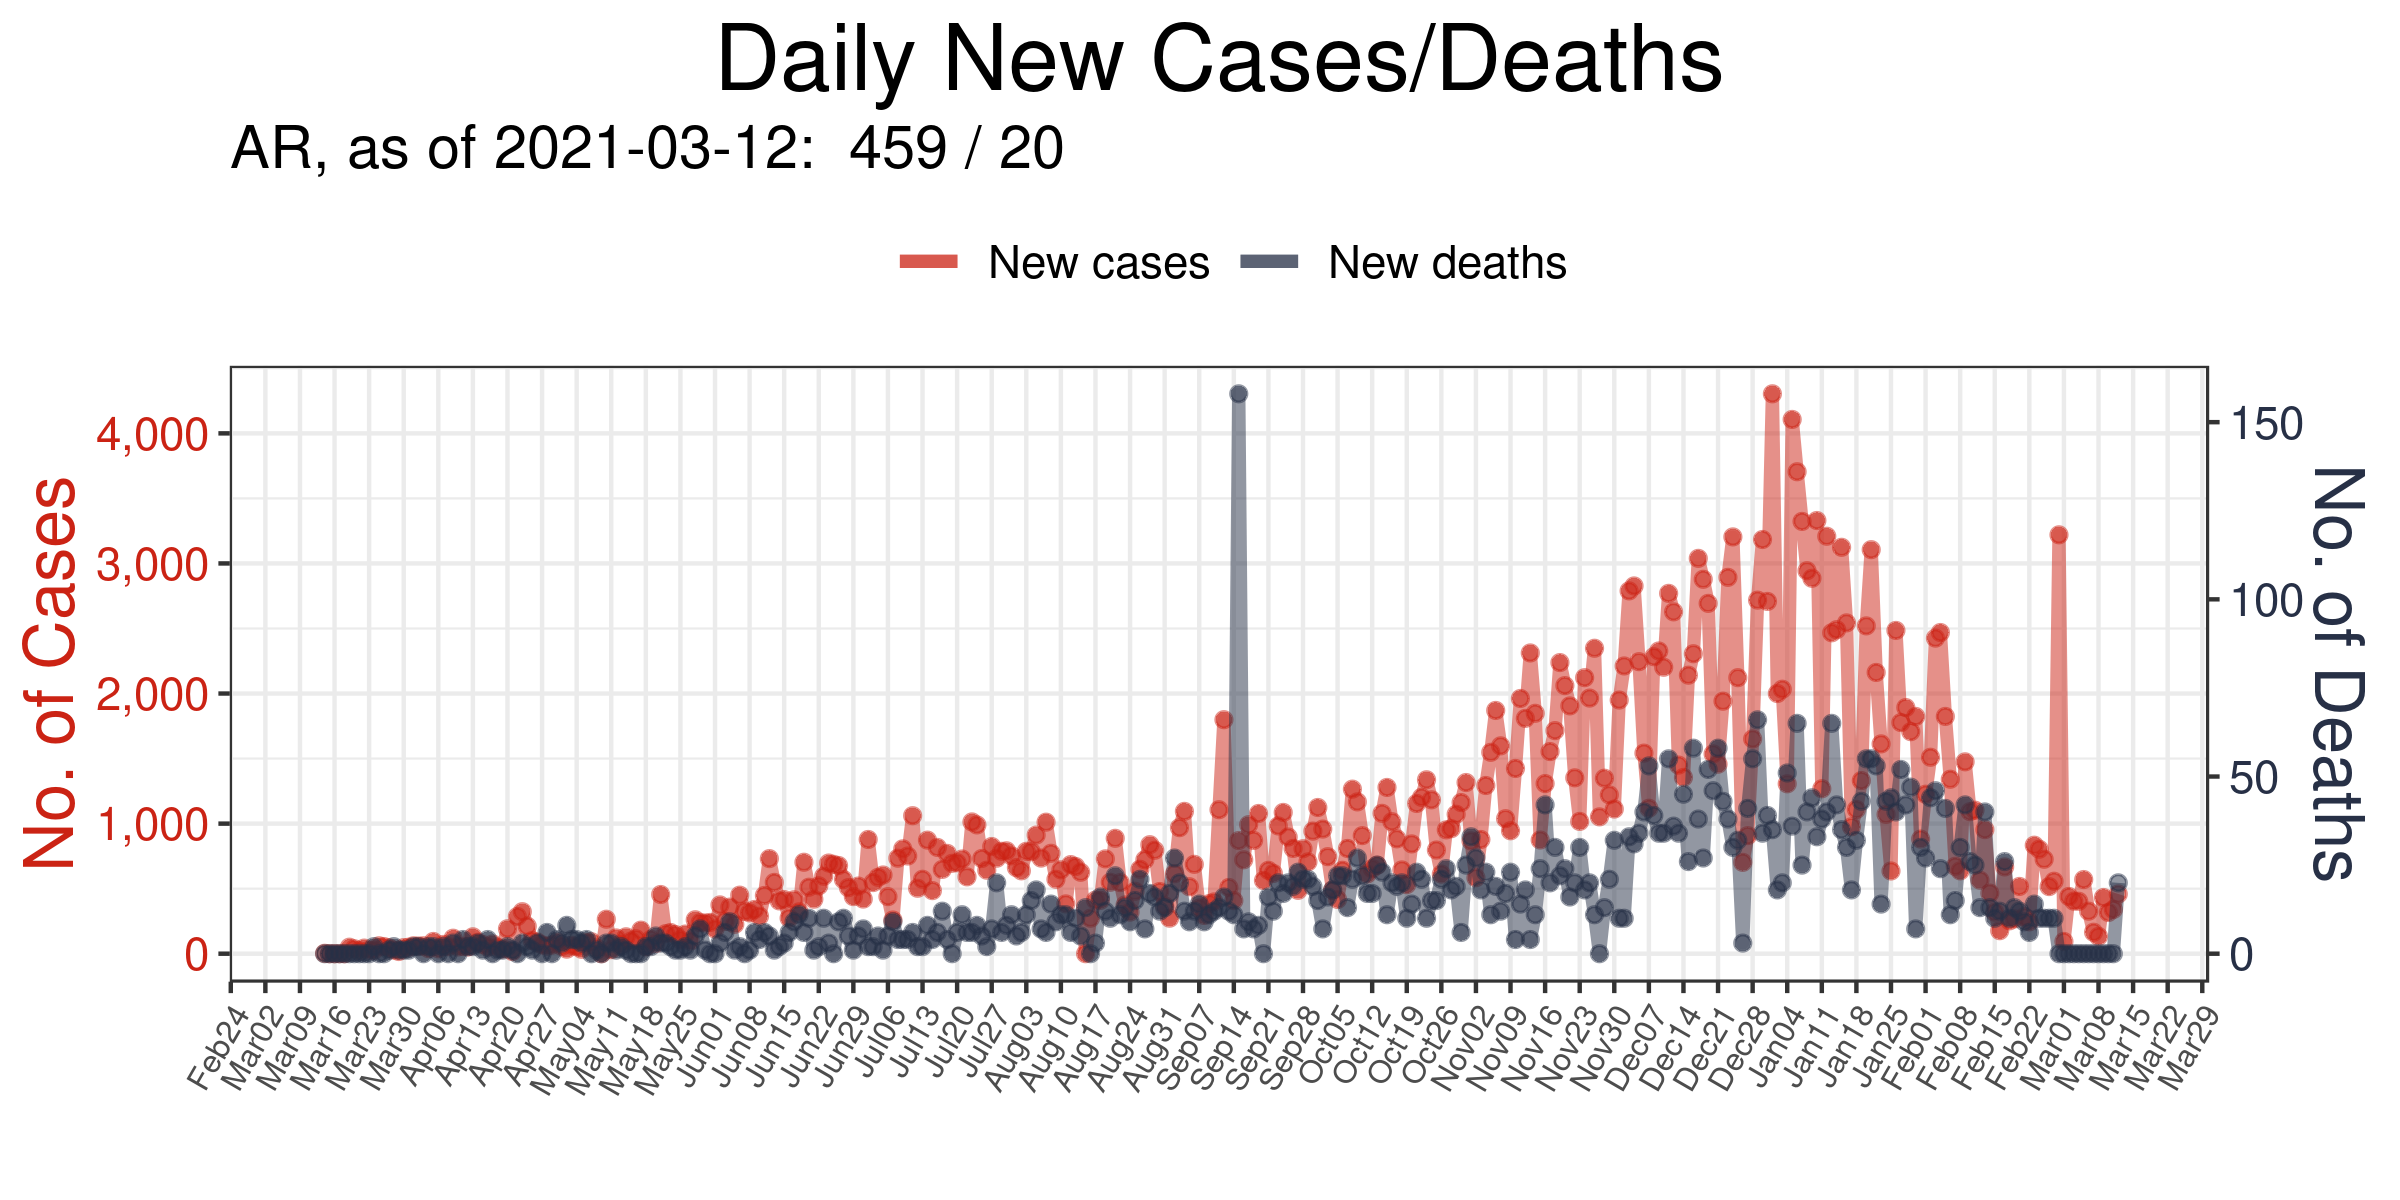 Daily New Cases/Deaths
AR, as of 2021-03-12:  459 / 20
New cases New deaths
No. of Cases
4,000
3,000
2,000
1,000
0
150
100
50
0
No. of Deaths
Feb24 Mar02 Mar09 Mar16 Mar23 Mar30 Apr06 Apr13 Apr20 Apr27 May04 May11 May18 May25 Jun01 Jun08 Jun15 Jun22 Jun29 Jul06 Jul13 Jul20 Jul27 Aug03 Aug10 Aug17 Aug24 Aug31 Sep07 Sep14 Sep21 Sep28 Oct05 Oct12 Oct19 Oct26 Nov02 Nov09 Nov16 Nov23 Nov30 Dec07 Dec14 Dec21 Dec28 Jan04 Jan11 Jan18 Jan25 Feb01 Feb08 Feb15 Feb22 Mar01 Mar08 Mar15 Mar22 Mar29